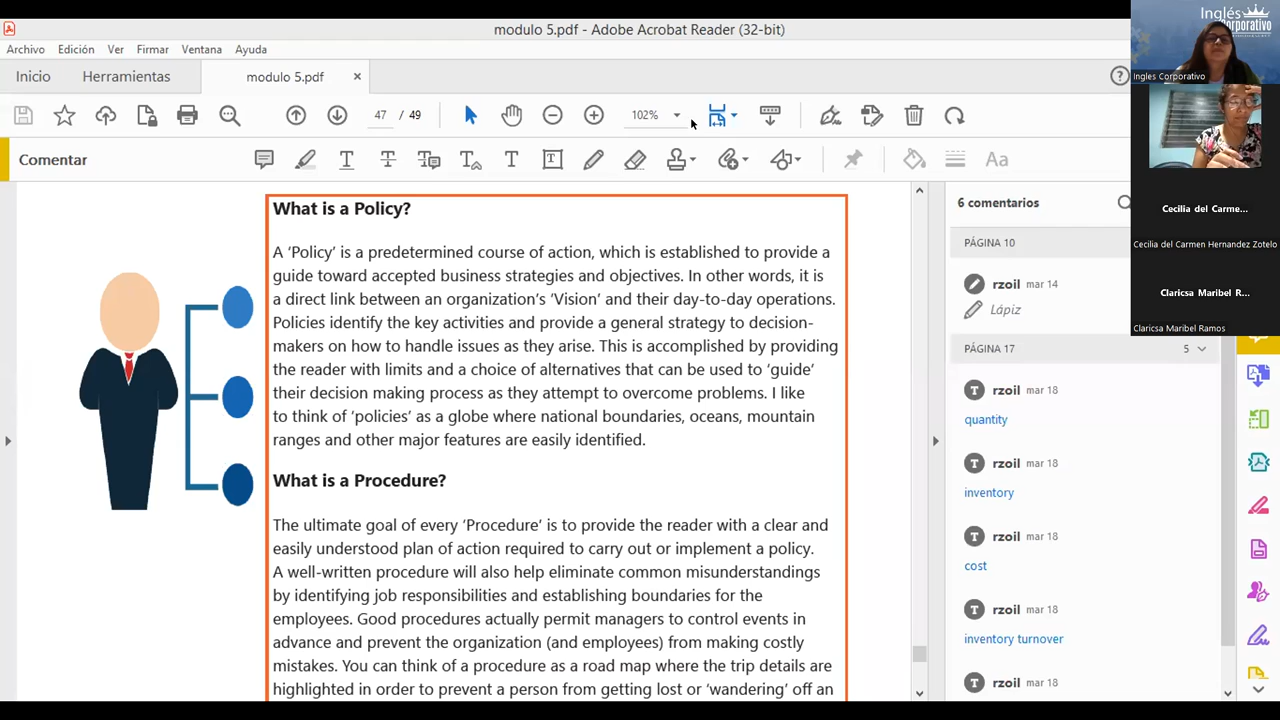 modulo 5.pdf - Adobe Acrobat Reader (32-bit)
Archivo Edición Ver Firmar Ventana Ayuda
Inicio Herramientas modulo 5.pdf ×
47 / 49 102%
Comentar
What is a Policy?
A ‘Policy’ is a predetermined course of action, which is established to provide a
guide toward accepted business strategies and objectives. In other words, it is
a direct link between an organization’s ‘Vision’ and their day-to-day operations.
Policies identify the key activities and provide a general strategy to decision-
makers on how to handle issues as they arise. This is accomplished by providing
the reader with limits and a choice of alternatives that can be used to ‘guide’
their decision making process as they attempt to overcome problems. I like
to think of ‘policies’ as a globe where national boundaries, oceans, mountain
ranges and other major features are easily identified.
What is a Procedure?
The ultimate goal of every ‘Procedure’ is to provide the reader with a clear and
easily understood plan of action required to carry out or implement a policy.
A well-written procedure will also help eliminate common misunderstandings
by identifying job responsibilities and establishing boundaries for the
employees. Good procedures actually permit managers to control events in
advance and prevent the organization (and employees) from making costly
mistakes. You can think of a procedure as a road map where the trip details are
highlighted in order to prevent a person from getting lost or ‘wandering’ off an
6 comentarios
PÁGINA 10
rzoil mar 14
Lápiz
PÁGINA 17 5
rzoil mar 18
quantity
rzoil mar 18
inventory
rzoil mar 18
cost
rzoil mar 18
inventory turnover
rzoil mar 18
Inglés
Corporativo
Ingles Corporativo
Cecilia del Carme...
Cecilia del Carmen Hernandez Zotelo
Claricsa Maribel R...
Claricsa Maribel Ramos